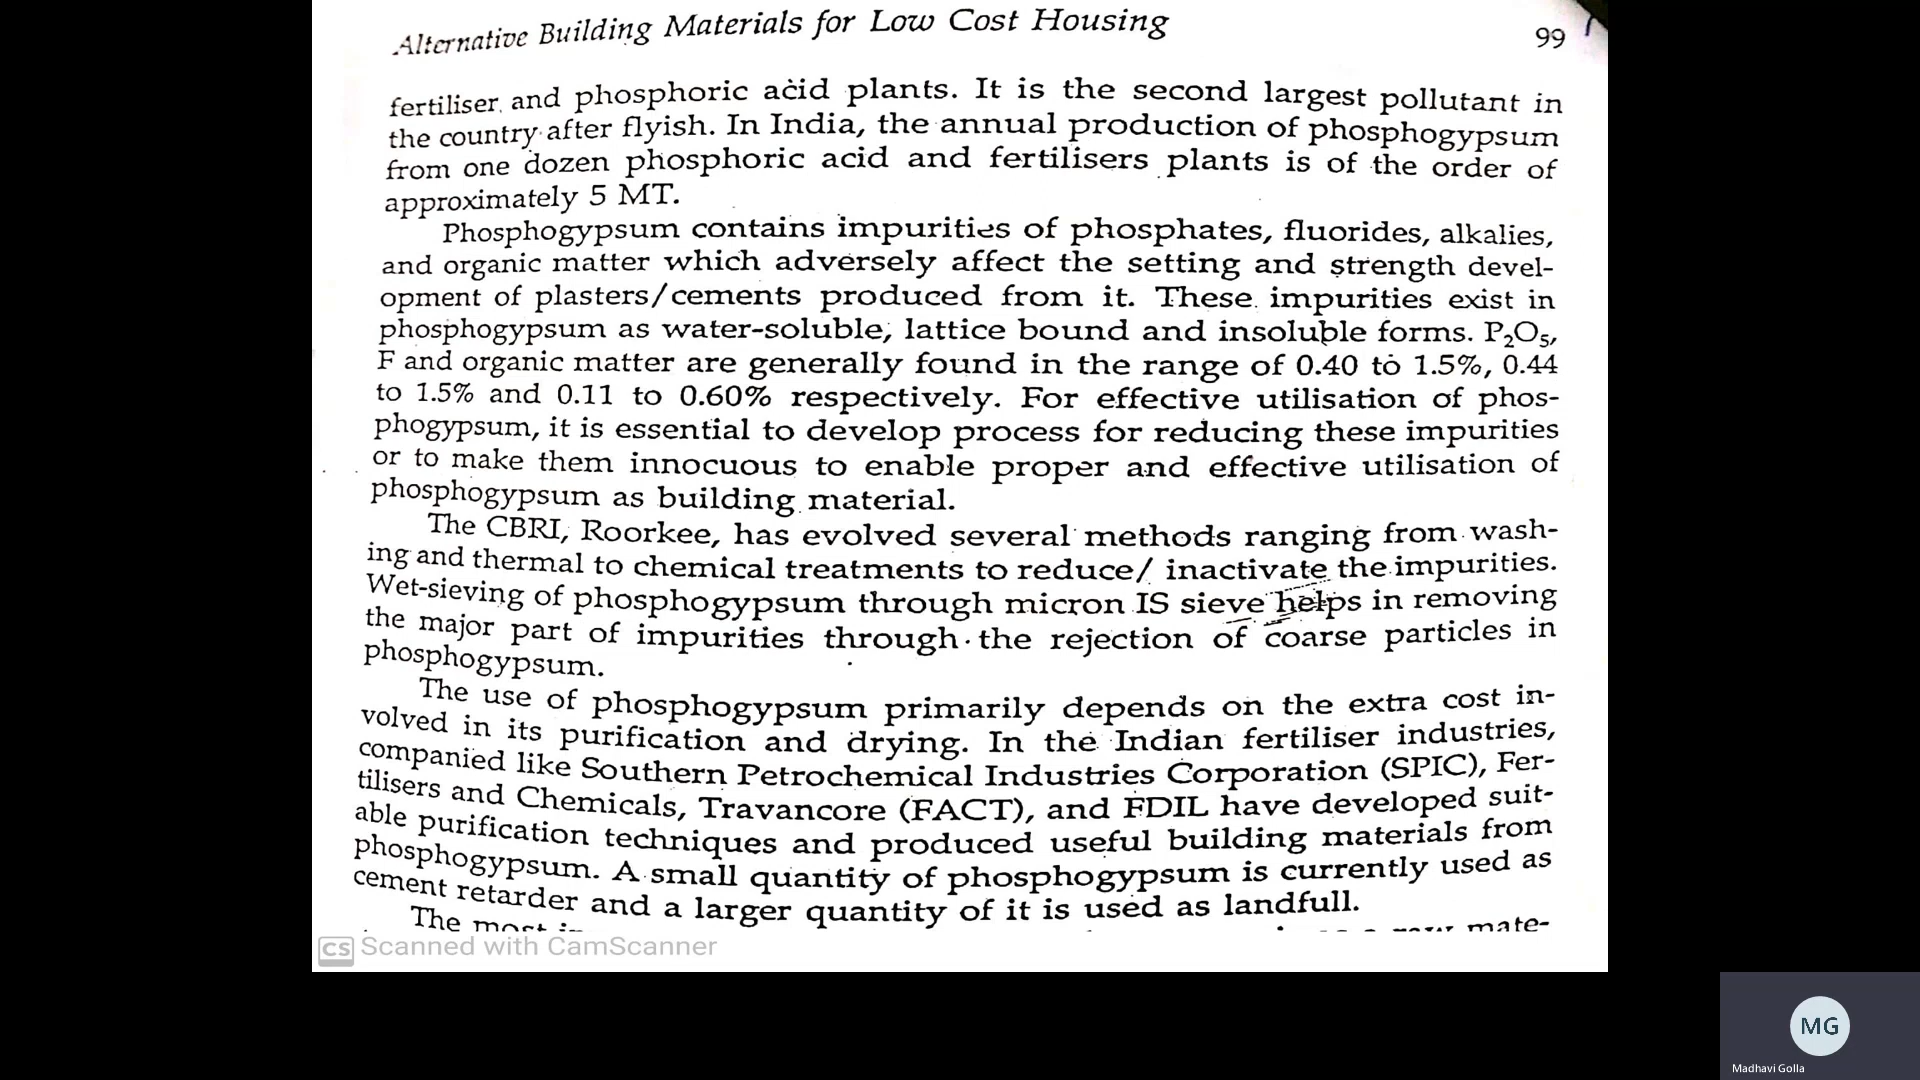 Alternative Building Materials for Low Cost Housing
99
fertiliser and phosphoric acid plants. It is the second largest pollutant in
the country after flyish. In India, the annual production of phosphogypsum
from one dozen phosphoric acid and fertilisers plants is of the order of
approximately 5 MT.
Phosphogypsum contains impurities of phosphates, fluorides, alkalies,
and organic matter which adversely affect the setting and strength devel-
opment of plasters/cements produced from it. These impurities exist in
phosphogypsum as water-soluble, lattice bound and insoluble forms. P₂O₅,
F and organic matter are generally found in the range of 0.40 to 1.5%, 0.44
to 1.5% and 0.11 to 0.60% respectively. For effective utilisation of phos-
phogypsum, it is essential to develop process for reducing these impurities
or to make them innocuous to enable proper and effective utilisation of
phosphogypsum as building material.
The CBRI, Roorkee, has evolved several methods ranging from wash-
ing and thermal to chemical treatments to reduce/ inactivate the impurities.
Wet-sieving of phosphogypsum through micron IS sieve helps in removing
the major part of impurities through the rejection of coarse particles in
phosphogypsum.
The use of phosphogypsum primarily depends on the extra cost in-
volved in its purification and drying. In the Indian fertiliser industries,
companied like Southern Petrochemical Industries Corporation (SPIC), Fer-
tilisers and Chemicals, Travancore (FACT), and FDIL have developed suit-
able purification techniques and produced useful building materials from
phosphogypsum. A small quantity of phosphogypsum is currently used as
cement retarder and a larger quantity of it is used as landfull.
The most mate-
CS Scanned with CamScanner
MG
Madhavi Golla